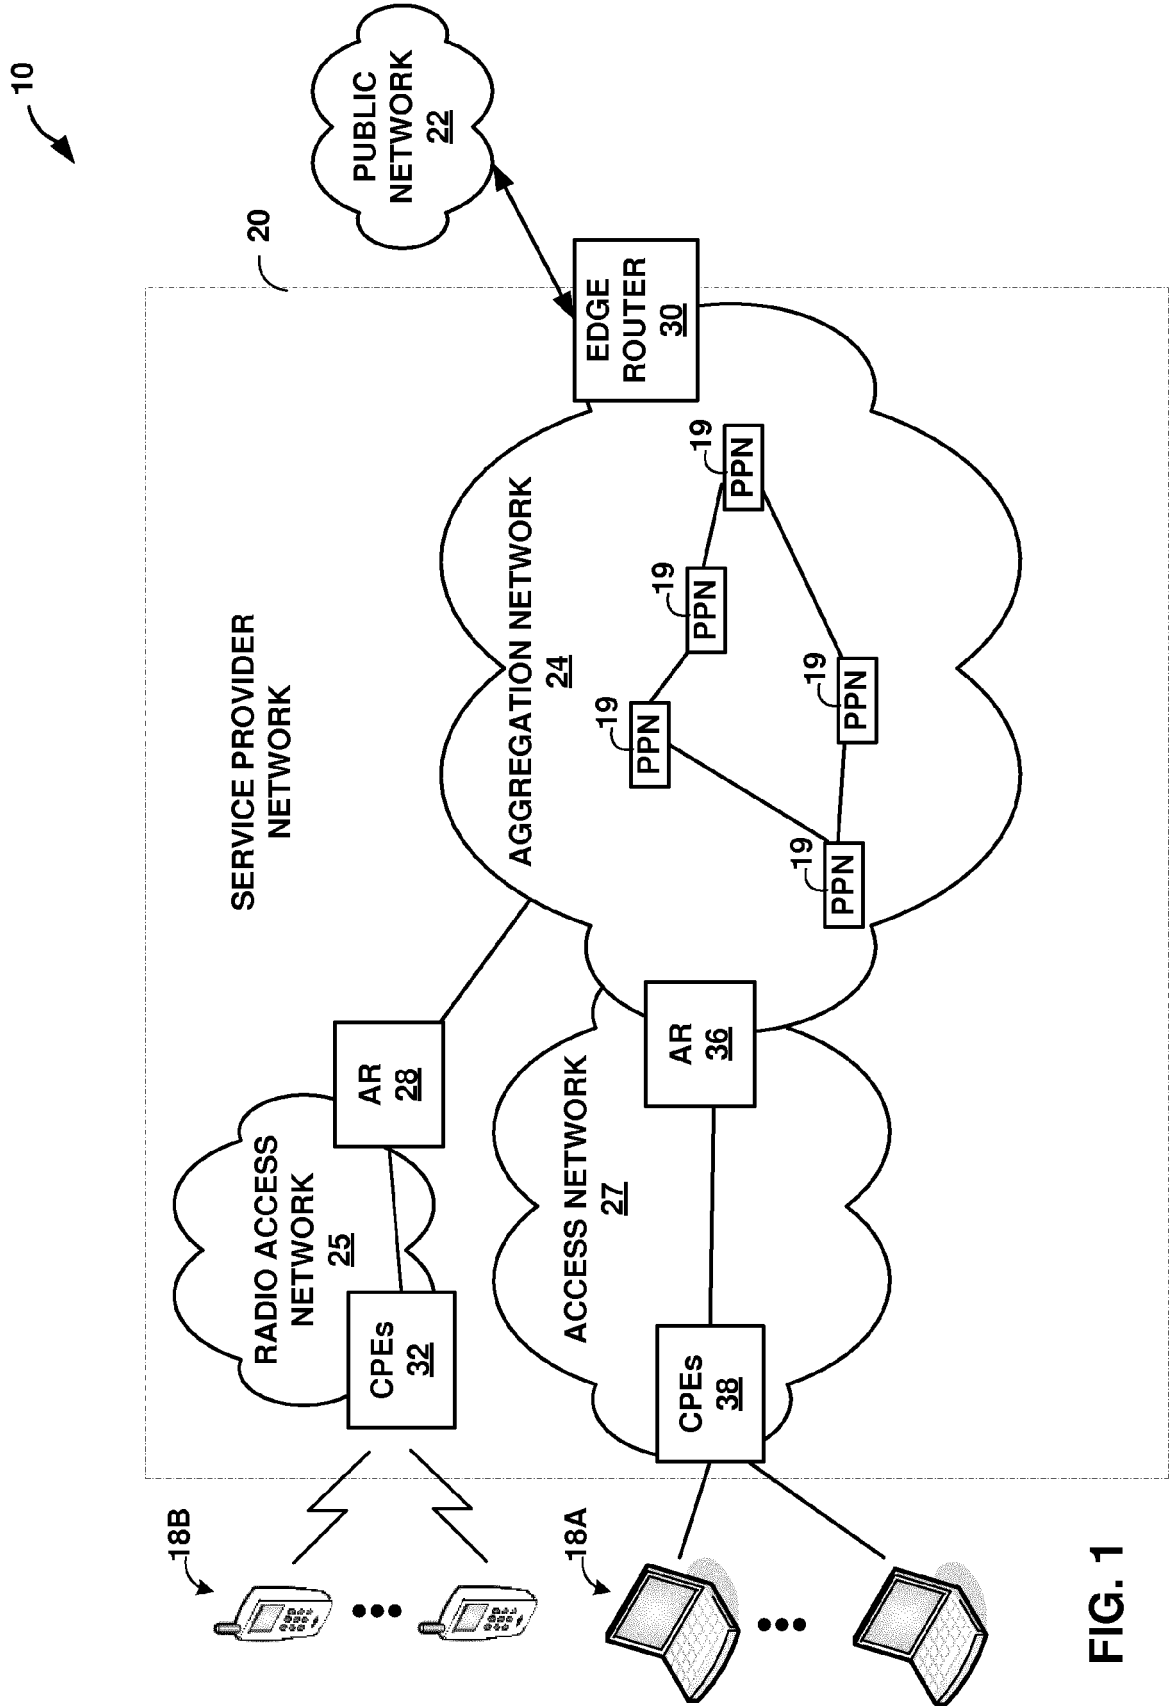 10
PUBLIC
NETWORK
22
20
SERVICE PROVIDER
NETWORK
EDGE
ROUTER
30
AGGREGATION NETWORK
24
19
PPN
19
PPN
19
PPN
19
PPN
19
PPN
RADIO ACCESS
NETWORK
25
AR
28
CPEs
32
ACCESS NETWORK
27
AR
36
CPEs
38
18B
18A
FIG. 1